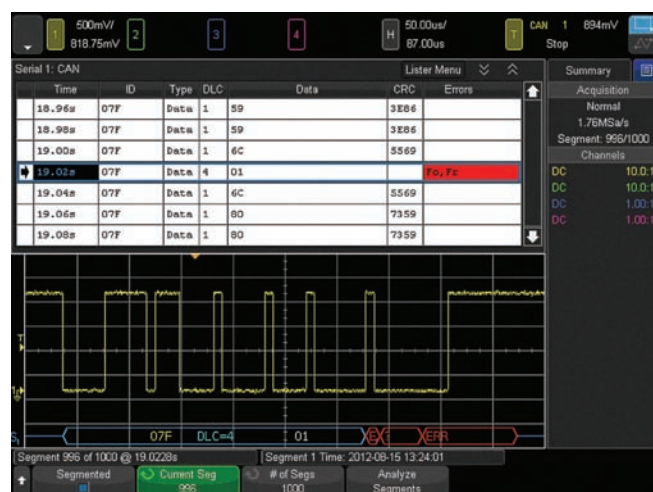 500mV/
1 818.75mV 2 3 4 H 50.00us/ 87.00us T CAN 1 894mV
Stop
Serial 1: CAN Lister Menu Summary
Time ID Type DLC Data CRC Errors
18.96s 07F Data 1 59 3E86
18.98s 07F Data 1 59 3E86
19.00s 07F Data 1 6C 5569
19.02s 07F Data 4 01 Fo,Fr
19.04s 07F Data 1 6C 5569
19.06s 07F Data 1 80 7359
19.08s 07F Data 1 80 7359
Acquisition
Normal
1.76MSa/s
Segment: 996/1000
Channels
DC 10.0:1
DC 10.0:1
DC 1.00:1
DC 1.00:1
T
1
S1 07F DLC=4 01 E ? ERR
Segment 996 of 1000 @ 19.0228s Segment 1 Time: 2012-08-15 13:24:01
Segmented Current Seg # of Segs Analyze
996 1000 Segments